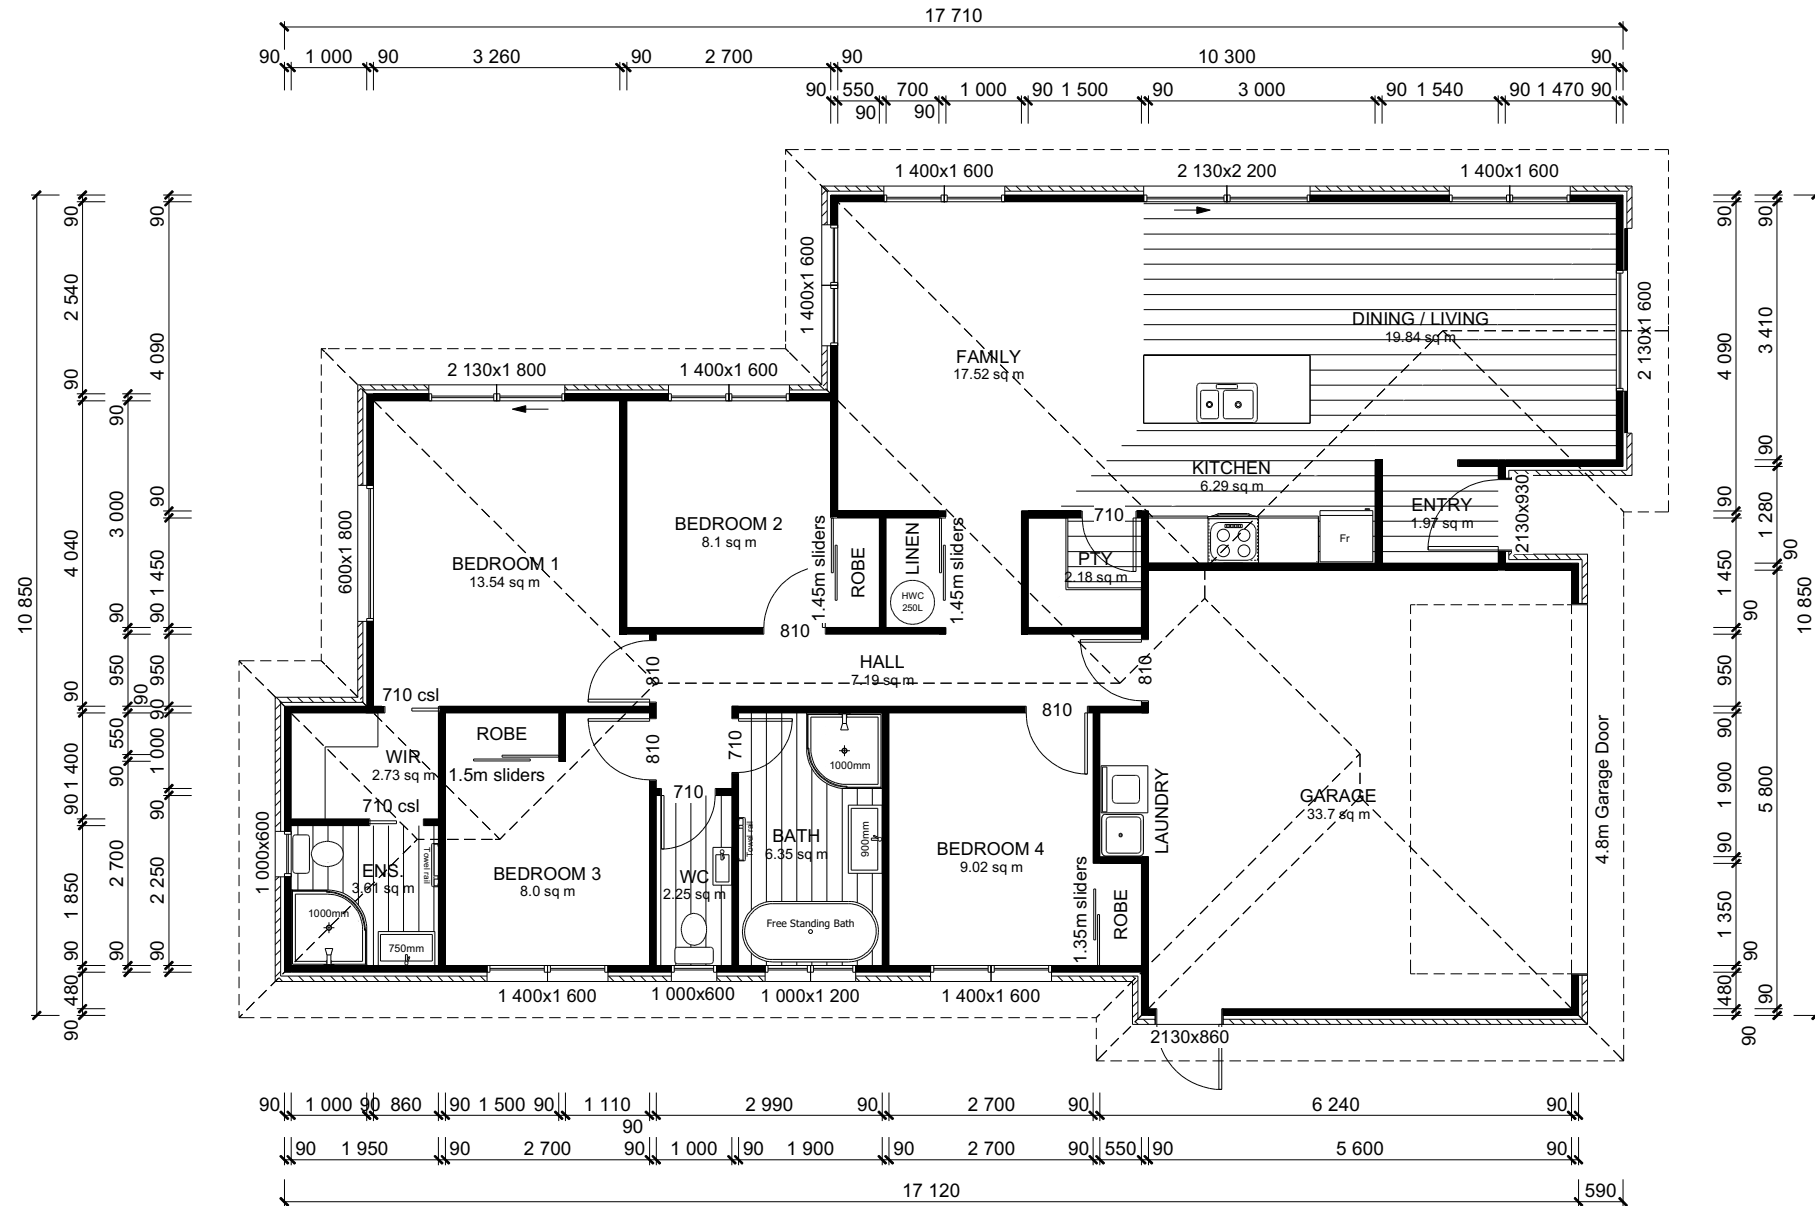 17 710
90 1 000 90 3 260 90 2 700 90 10 300 90
90 550 700 1 000 90 1 500 90 3 000 90 1 540 90 1 470 90
90 90
1 400x1 600
2 130x2 200
1 400x1 600
1 400x1 600
2 130x1 600
DINING / LIVING
19.84 sq m
FAMILY
17.52 sq m
2 130x1 800
1 400x1 600
KITCHEN
6.29 sq m
ENTRY
1.97 sq m
2130x930
Fr
710
PTY
2.18 sq m
BEDROOM 2
8.1 sq m
1.45m sliders
ROBE
LINEN
HWC
250L
1.45m sliders
BEDROOM 1
13.54 sq m
600x1 800
810
810
HALL
7.19 sq m
810
710 csl
810
ROBE
1.5m sliders
810
710
1000mm
WIR
2.73 sq m
710 csl
710
LAUNDRY
GARAGE
33.7 sq m
4.8m Garage Door
1 000x600
ENS.
3.61 sq m
Towel rail
1000mm
750mm
BEDROOM 3
8.0 sq m
WC
2.25 sq m
Towel rail
BATH
6.35 sq m
900mm
Free Standing Bath
BEDROOM 4
9.02 sq m
1.35m sliders
ROBE
1 400x1 600
1 000x600
1 000x1 200
1 400x1 600
2130x860
10 850
90 2 540 90 4 040 90 1 400 90 1 850 90 480 90
90 3 000 90 950 90 550 90 2 700 90
90 4 090 90 1 450 90 950 90 1 000 90 2 250 90
90 4 090 90 1 450 90 950 90 1 900 90 1 350 90 480 90
90 3 410 90 1 280 90 5 800 90
10 850
90 1 000 90 860 90 1 500 90 1 110 90 2 990 90 2 700 90 6 240 90
90 1 950 90 2 700 90 1 000 90 1 900 90 2 700 90 550 90 5 600 90
17 120 590